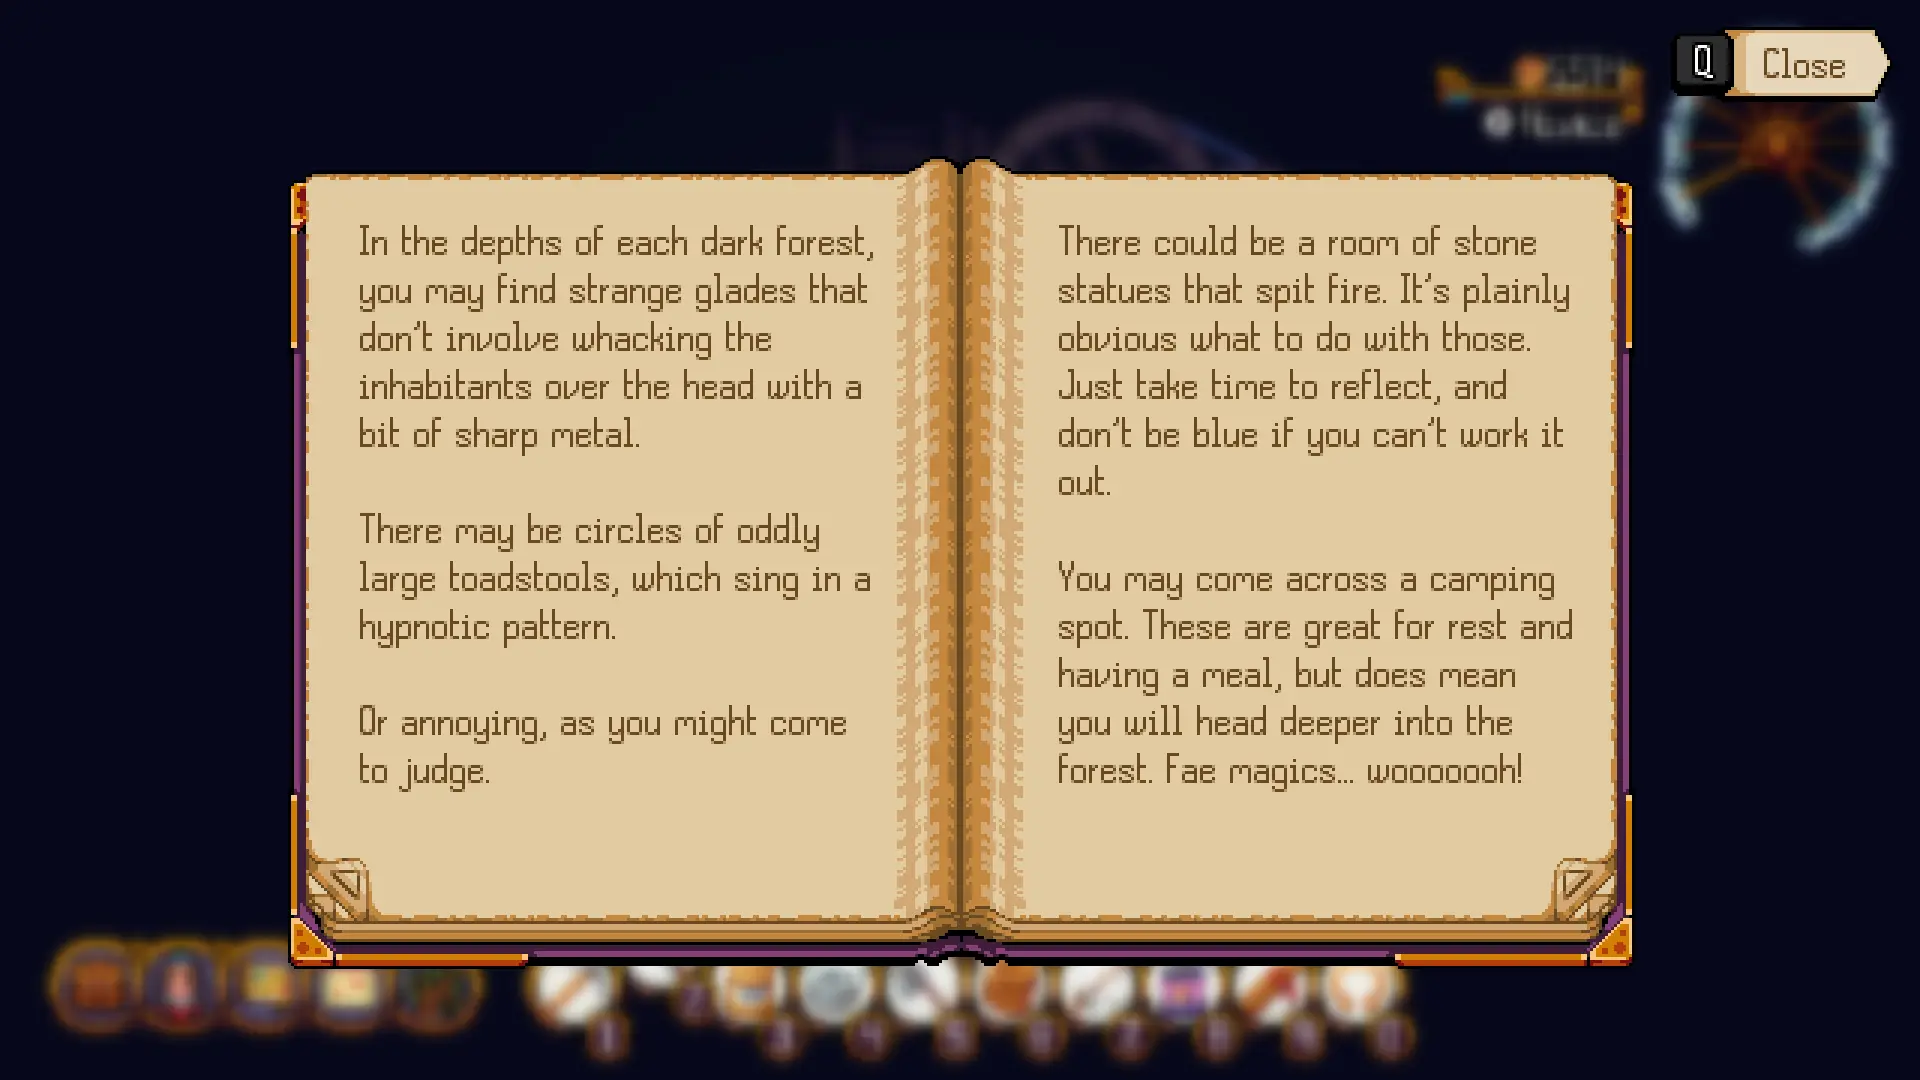 Q Close
In the depths of each dark forest,
you may find strange glades that
don't involve whacking the
inhabitants over the head with a
bit of sharp metal.
There may be circles of oddly
large toadstools, which sing in a
hypnotic pattern.
Or annoying, as you might come
to judge.
There could be a room of stone
statues that spit fire. It's plainly
obvious what to do with those.
Just take time to reflect, and
don't be blue if you can't work it
out.
You may come across a camping
spot. These are great for rest and
having a meal, but does mean
you will head deeper into the
forest. Fae magics... wooooooh!